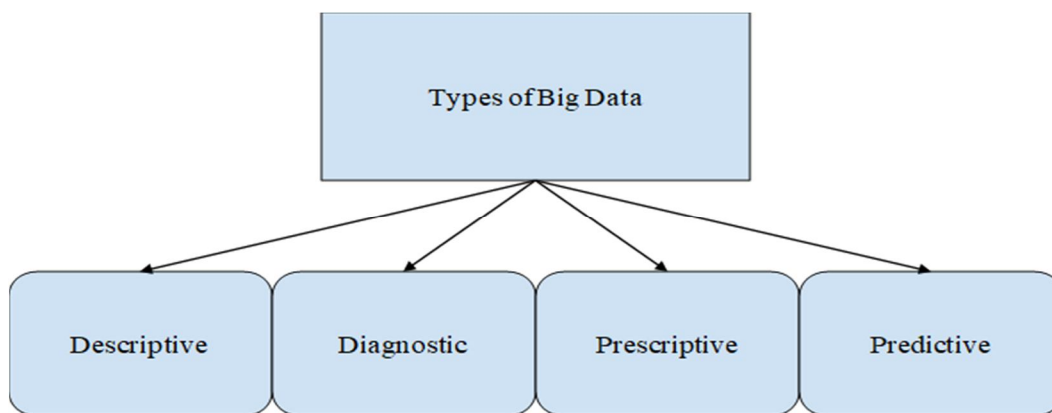 Types of Big Data
Descriptive
Diagnostic
Prescriptive
Predictive